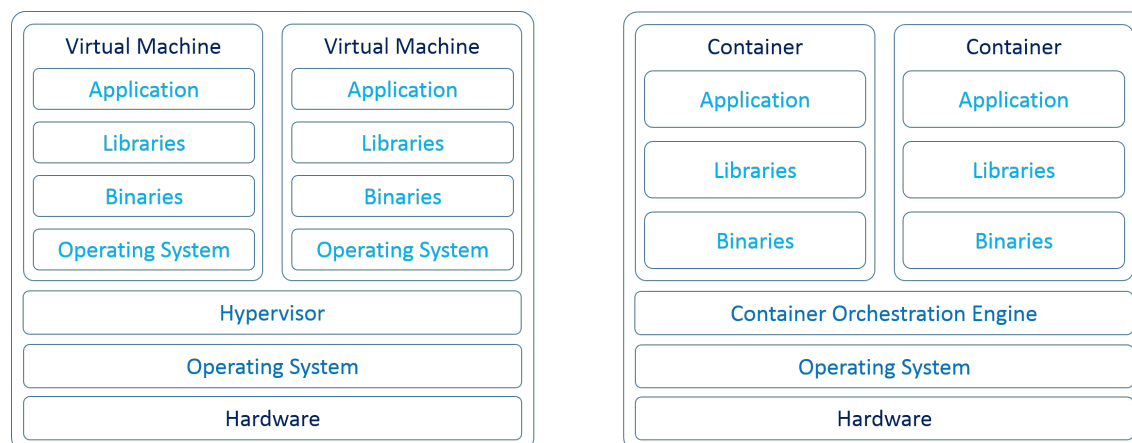 Virtual Machine
Application
Libraries
Binaries
Operating System
Virtual Machine
Application
Libraries
Binaries
Operating System
Hypervisor
Operating System
Hardware
Container
Application
Libraries
Binaries
Container
Application
Libraries
Binaries
Container Orchestration Engine
Operating System
Hardware